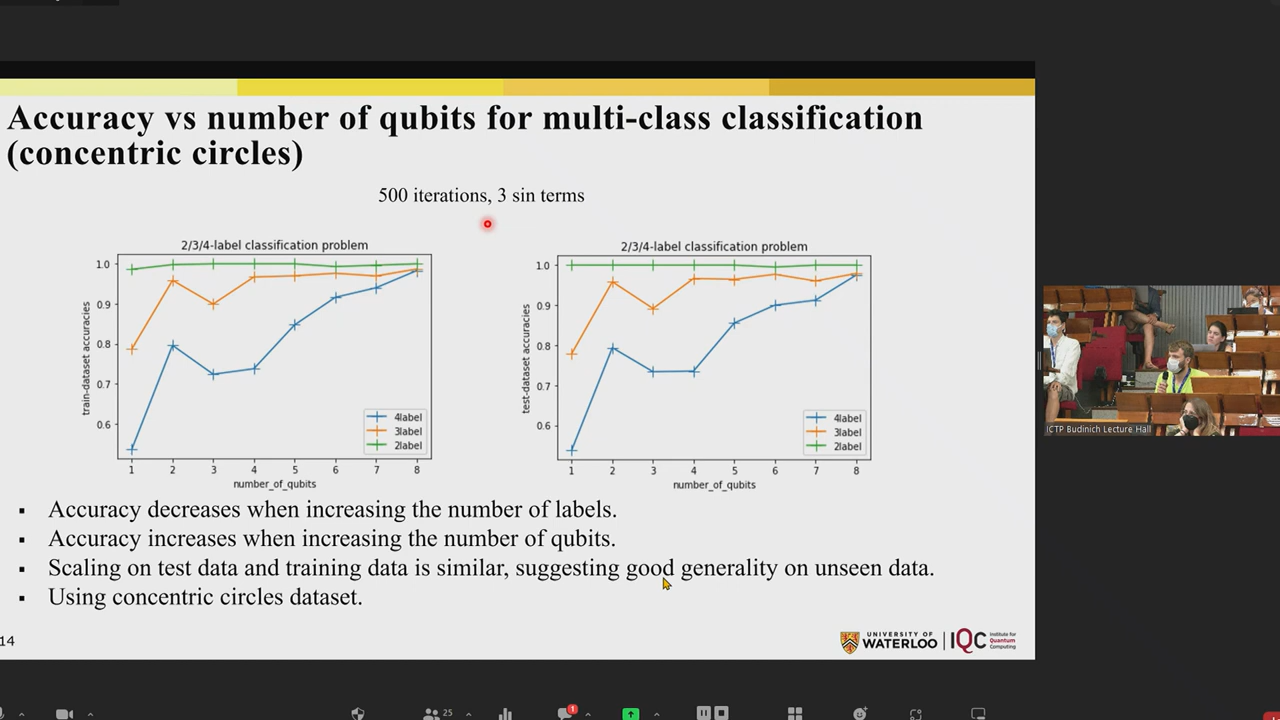 Accuracy vs number of qubits for multi-class classification
(concentric circles)
500 iterations, 3 sin terms
2/3/4-label classification problem
1.0
0.9
0.8
0.7
0.6
train-dataset accuracies
4label
3label
2label
1 2 3 4 5 6 7 8
number_of_qubits
2/3/4-label classification problem
1.0
0.9
0.8
0.7
0.6
test-dataset accuracies
4label
3label
2label
1 2 3 4 5 6 7 8
number_of_qubits
▪ Accuracy decreases when increasing the number of labels.
▪ Accuracy increases when increasing the number of qubits.
▪ Scaling on test data and training data is similar, suggesting good generality on unseen data.
▪ Using concentric circles dataset.
14
UNIVERSITY OF
WATERLOO
IQC
Institute for
Quantum
Computing
ICTP Budinich Lecture Hall
25
1